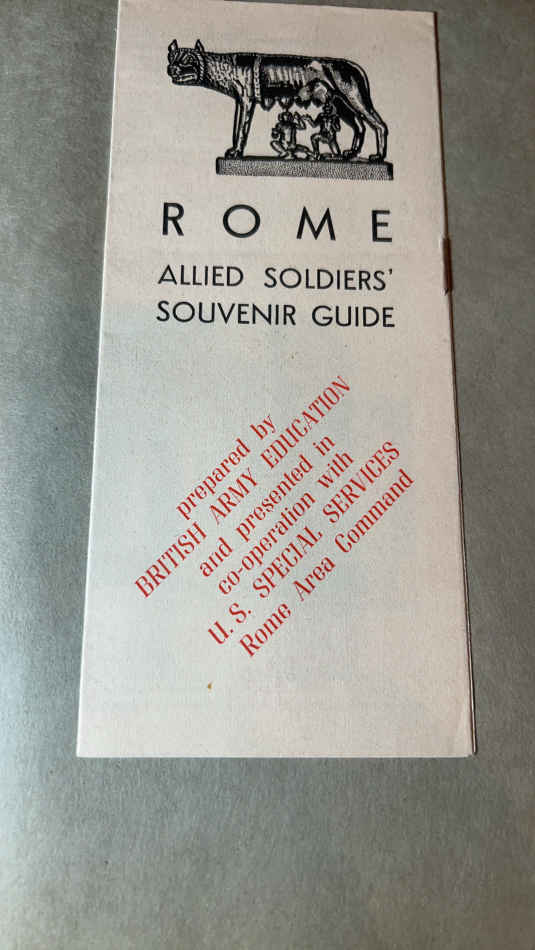 ROME
ALLIED SOLDIERS'
SOUVENIR GUIDE
prepared by
BRITISH ARMY EDUCATION
and presented in
co-operation with
U. S. SPECIAL SERVICES
Rome Area Command